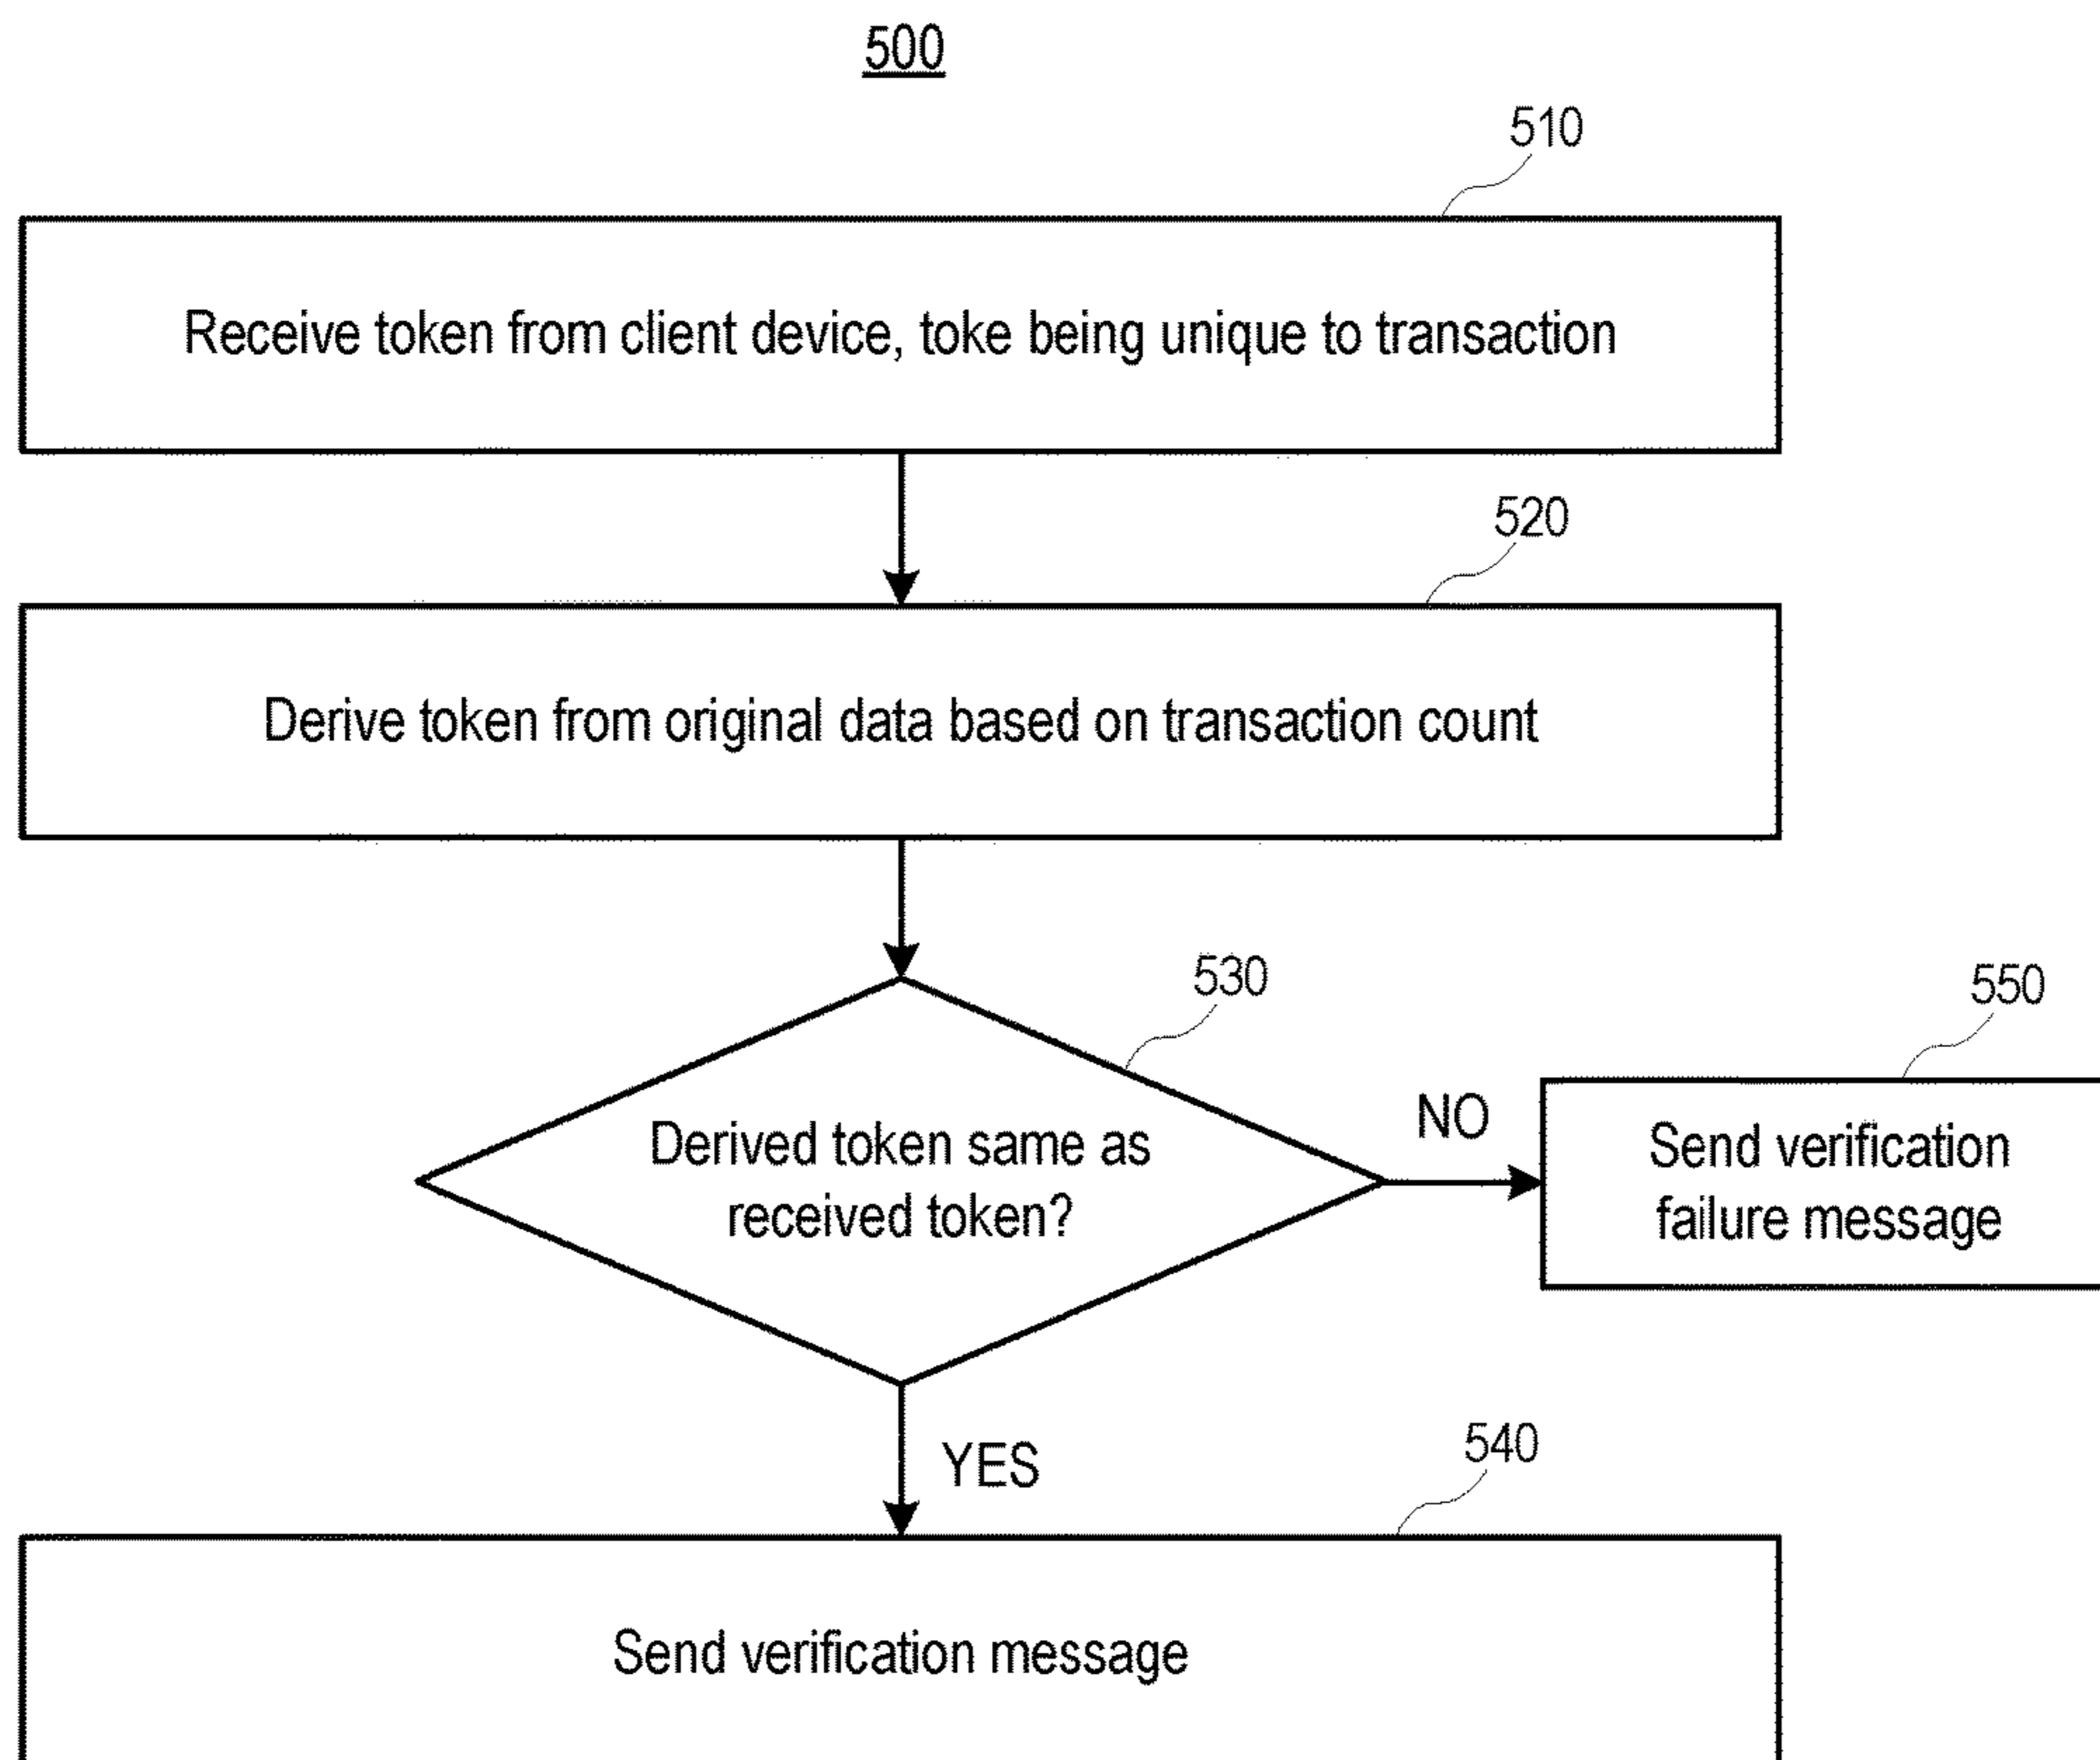 500
510
Receive token from client device, toke being unique to transaction
520
Derive token from original data based on transaction count
530
Derived token same as
received token?
NO
550
Send verification
failure message
YES
540
Send verification message